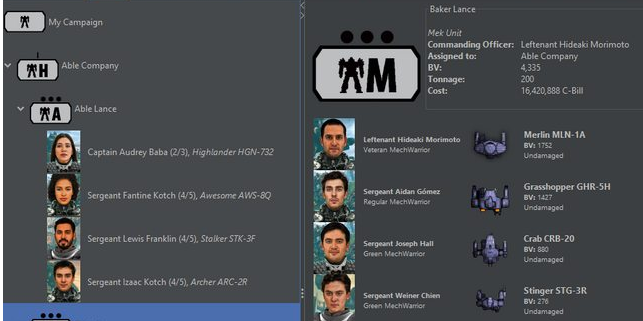 My Campaign
H
Able Company
A
Able Lance
Captain Audrey Baba (2/3), Highlander HGN-732
Sergeant Fantine Kotch (4/5), Awesome AWS-8Q
Sergeant Lewis Franklin (4/5), Stalker STK-3F
Sergeant Izaac Kotch (4/5), Archer ARC-2R
Baker Lance
M
Mek Unit
Commanding Officer: Leftenant Hideaki Morimoto
Assigned to: Able Company
BV: 4,335
Tonnage: 200
Cost: 16,420,888 C-Bill
Leftenant Hideaki Morimoto
Veteran MechWarrior
Merlin MLN-1A
BV: 1752
Undamaged
Sergeant Aidan Gómez
Regular MechWarrior
Grasshopper GHR-5H
BV: 1427
Undamaged
Sergeant Joseph Hall
Green MechWarrior
Crab CRB-20
BV: 880
Undamaged
Sergeant Weiner Chien
Green MechWarrior
Stinger STG-3R
BV: 276
Undamaged